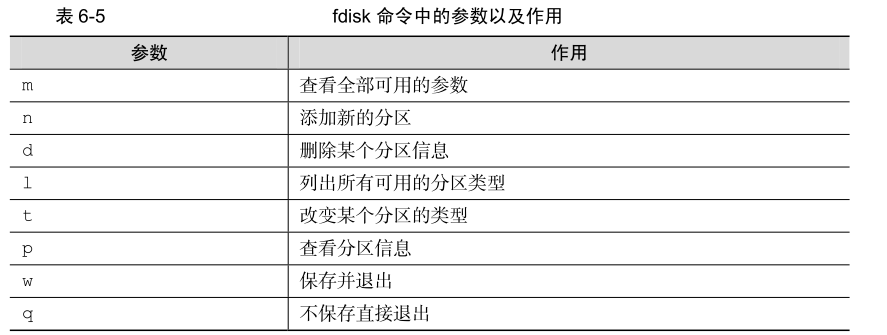 表 6-5 fdisk 命令中的参数以及作用
参数 作用
m 查看全部可用的参数
n 添加新的分区
d 删除某个分区信息
l 列出所有可用的分区类型
t 改变某个分区的类型
p 查看分区信息
w 保存并退出
q 不保存直接退出